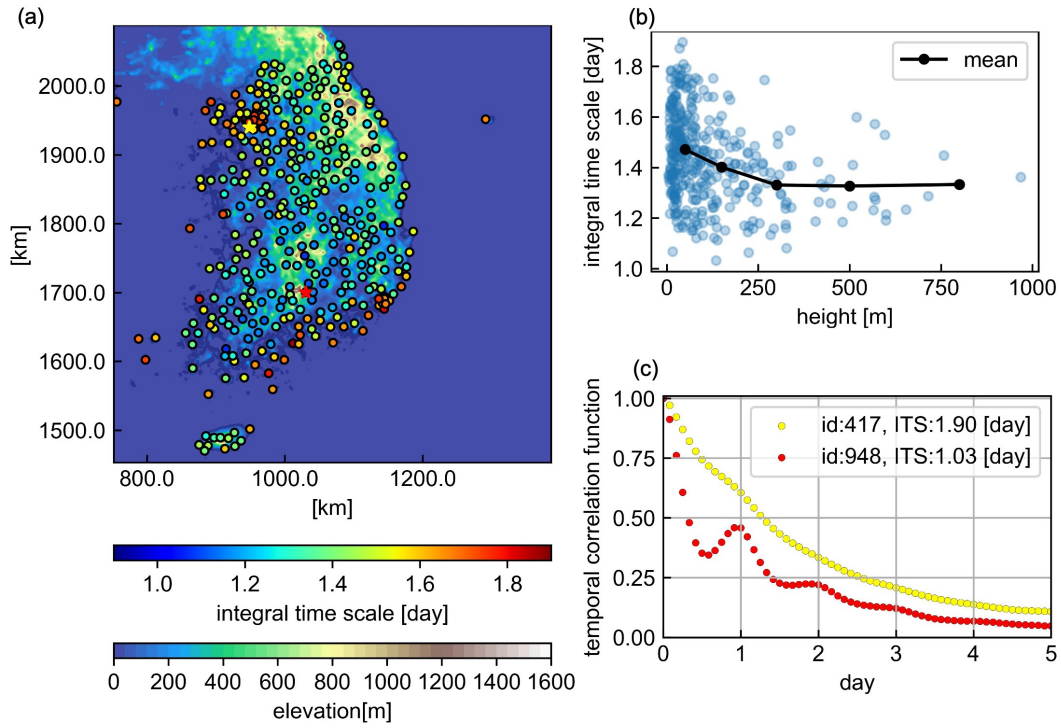 (a)
[km]
2000.0
1900.0
1800.0
1700.0
1600.0
1500.0
800.0 1000.0 1200.0
[km]
1.0 1.2 1.4 1.6 1.8
integral time scale [day]
0 200 400 600 800 1000 1200 1400 1600
elevation[m]
(b)
integral time scale [day]
1.8
1.6
1.4
1.2
1.0
mean
0 250 500 750 1000
height [m]
(c)
temporal correlation function
1.00
0.75
0.50
0.25
0.00
id:417, ITS:1.90 [day]
id:948, ITS:1.03 [day]
0 1 2 3 4 5
day